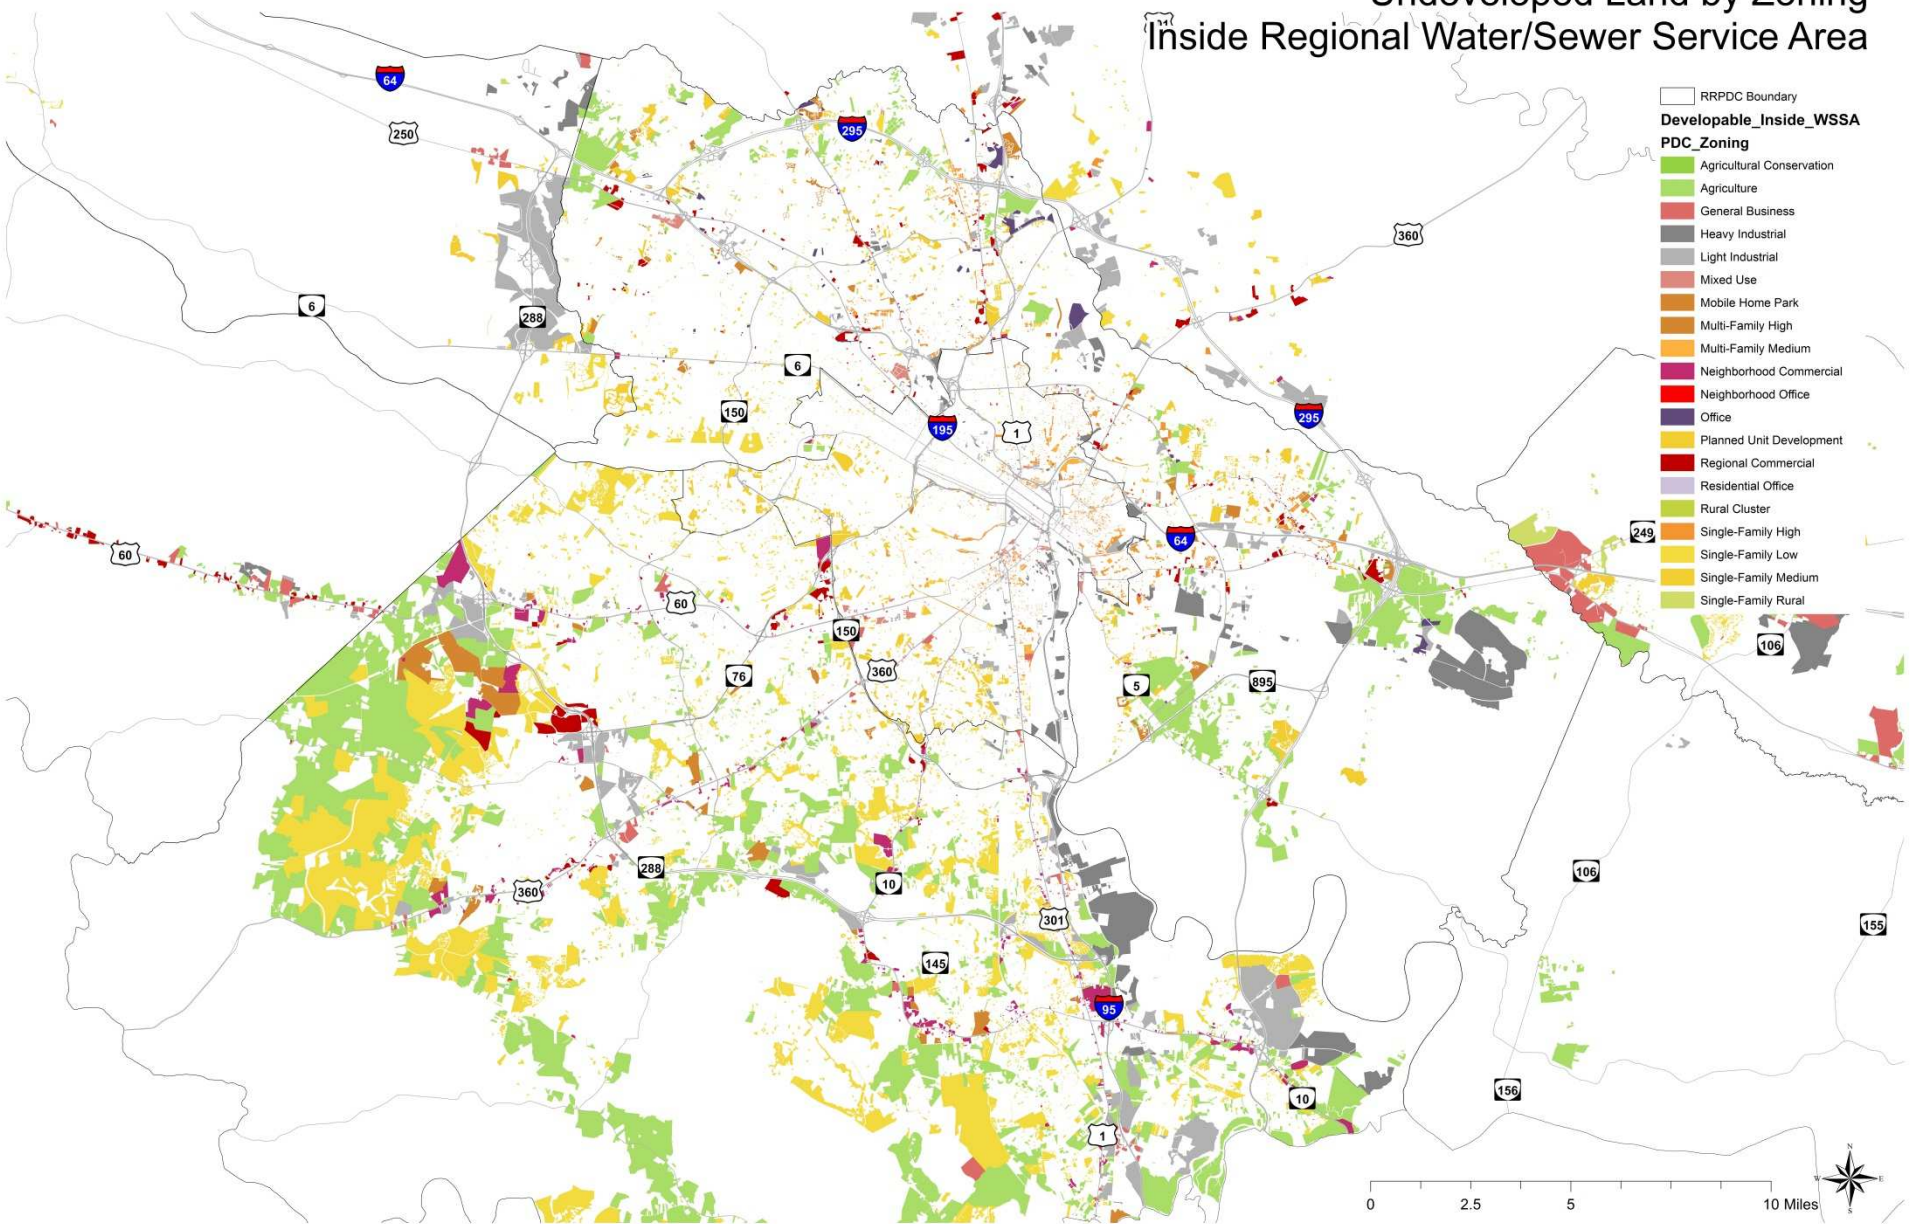 Undeveloped Land by Zoning
Inside Regional Water/Sewer Service Area
RRPDC Boundary
Developable_Inside_WSSA
PDC_Zoning
Agricultural Conservation
Agriculture
General Business
Heavy Industrial
Light Industrial
Mixed Use
Mobile Home Park
Multi-Family High
Multi-Family Medium
Neighborhood Commercial
Neighborhood Office
Office
Planned Unit Development
Regional Commercial
Residential Office
Rural Cluster
Single-Family High
Single-Family Low
Single-Family Medium
Single-Family Rural
64
250
295
360
6
288
6
150
195
1
295
60
64
249
60
150
360
76
5
895
106
288
360
10
301
106
155
145
95
10
156
1
N
W
E
S
0
2.5
5
10 Miles